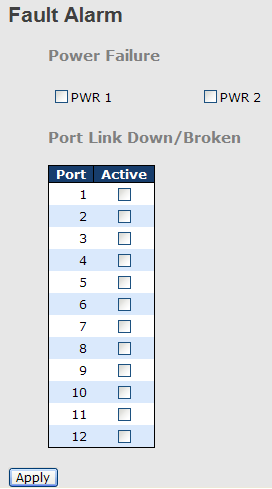 Fault Alarm
Power Failure
PWR 1 PWR 2
Port Link Down/Broken
Port Active
1
2
3
4
5
6
7
8
9
10
11
12
Apply